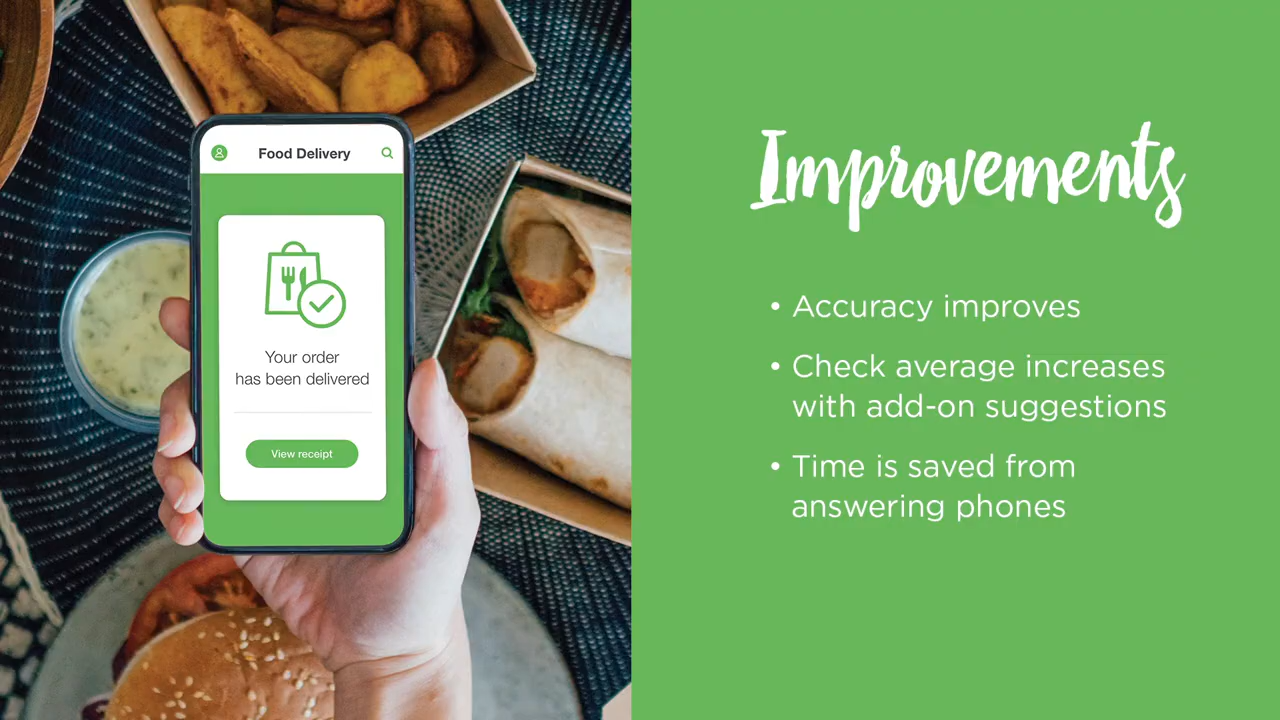 Food Delivery
Your order
has been delivered
View receipt
Improvements
• Accuracy improves
• Check average increases
with add-on suggestions
• Time is saved from
answering phones